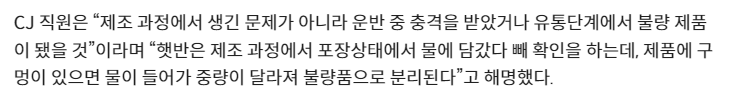 CJ 직원은 “제조 과정에서 생긴 문제가 아니라 운반 중 충격을 받았거나 유통단계에서 불량 제품
이 됐을 것”이라며 “햇반은 제조 과정에서 포장상태에서 물에 담갔다 빼 확인을 하는데, 제품에 구
멍이 있으면 물이 들어가 중량이 달라져 불량품으로 분리된다”고 해명했다.